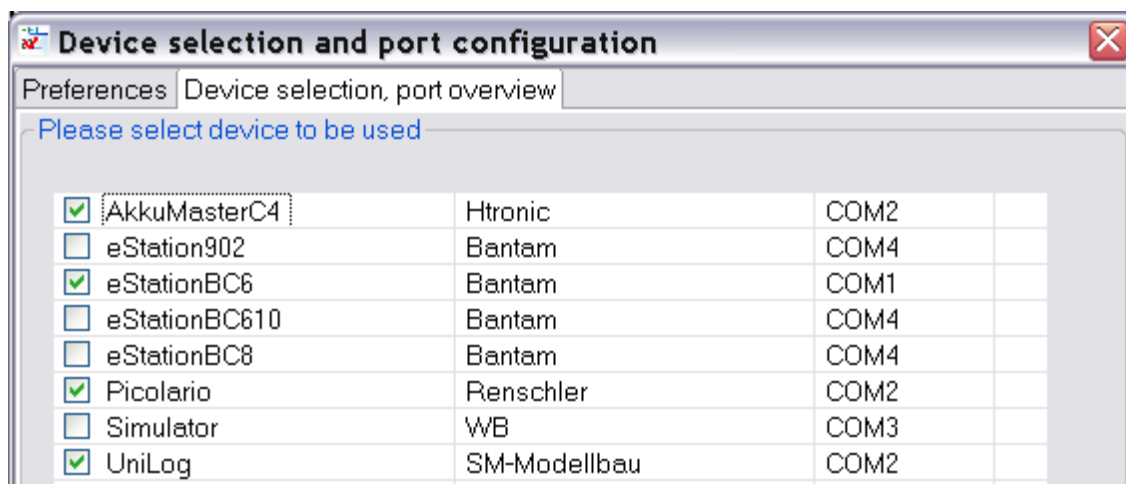 Device selection and port configuration
Preferences Device selection, port overview
Please select device to be used
AkkuMasterC4 Htronic COM2
eStation902 Bantam COM4
eStationBC6 Bantam COM1
eStationBC610 Bantam COM4
eStationBC8 Bantam COM4
Picolario Renschler COM2
Simulator WB COM3
UniLog SM-Modellbau COM2